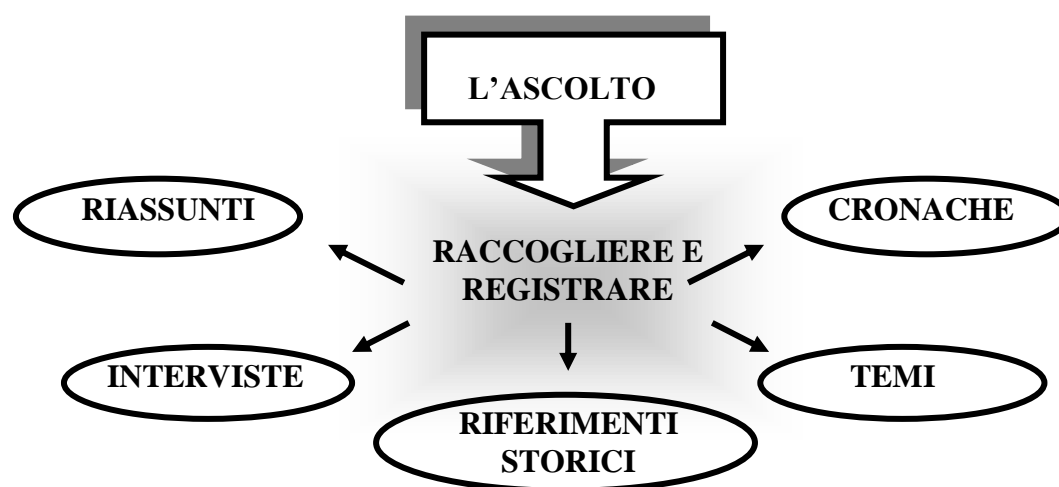 L’ASCOLTO
RIASSUNTI
CRONACHE
RACCOGLIERE E
REGISTRARE
INTERVISTE
TEMI
RIFERIMENTI
STORICI